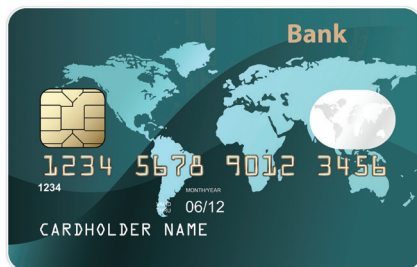 Bank
1234 5678 9012 3456
1234
MONTH/YEAR
06/12
CARDHOLDER NAME